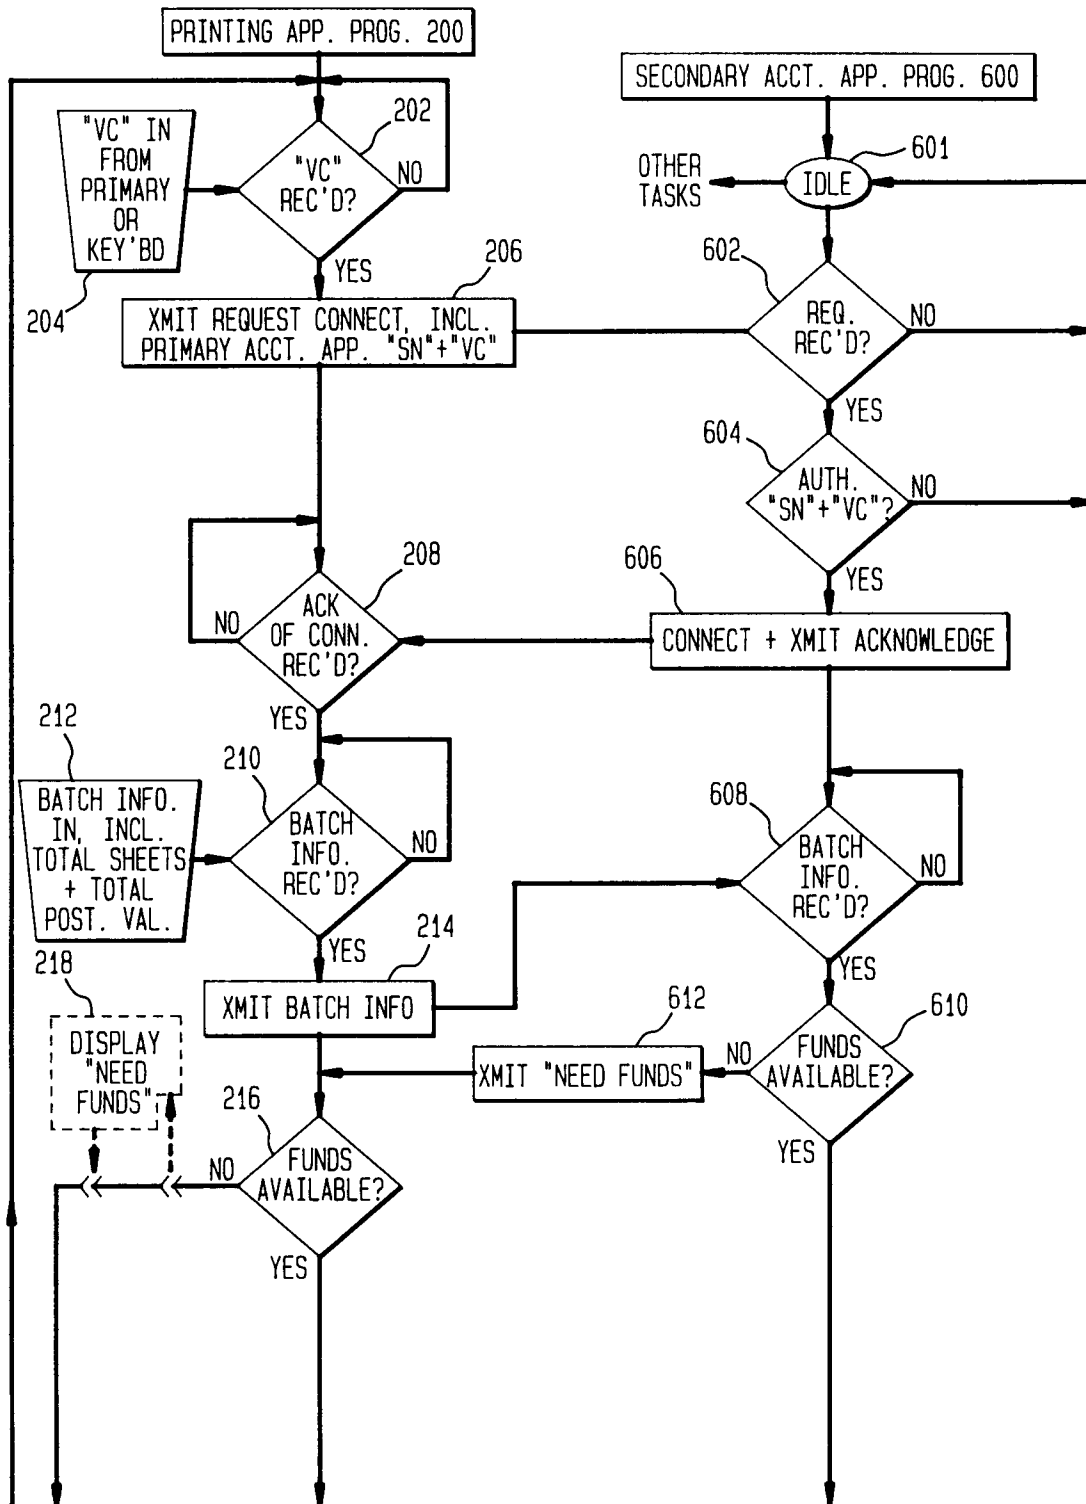 PRINTING APP. PROG. 200
"VC" IN
FROM
PRIMARY
OR
KEY'BD
204
202
"VC"
REC'D?
NO
YES
206
XMIT REQUEST CONNECT, INCL.
PRIMARY ACCT. APP. "SN"+"VC"
208
ACK
OF CONN.
REC'D?
NO
YES
212
BATCH INFO.
IN, INCL.
TOTAL SHEETS
+ TOTAL
POST. VAL.
210
BATCH
INFO.
REC'D?
NO
YES
214
XMIT BATCH INFO
218
DISPLAY
"NEED
FUNDS"
216
FUNDS
AVAILABLE?
NO
YES
SECONDARY ACCT. APP. PROG. 600
601
IDLE
OTHER
TASKS
602
REQ.
REC'D?
NO
YES
604
AUTH.
"SN"+"VC"?
NO
YES
606
CONNECT + XMIT ACKNOWLEDGE
608
BATCH
INFO.
REC'D?
NO
YES
610
FUNDS
AVAILABLE?
NO
YES
612
XMIT "NEED FUNDS"